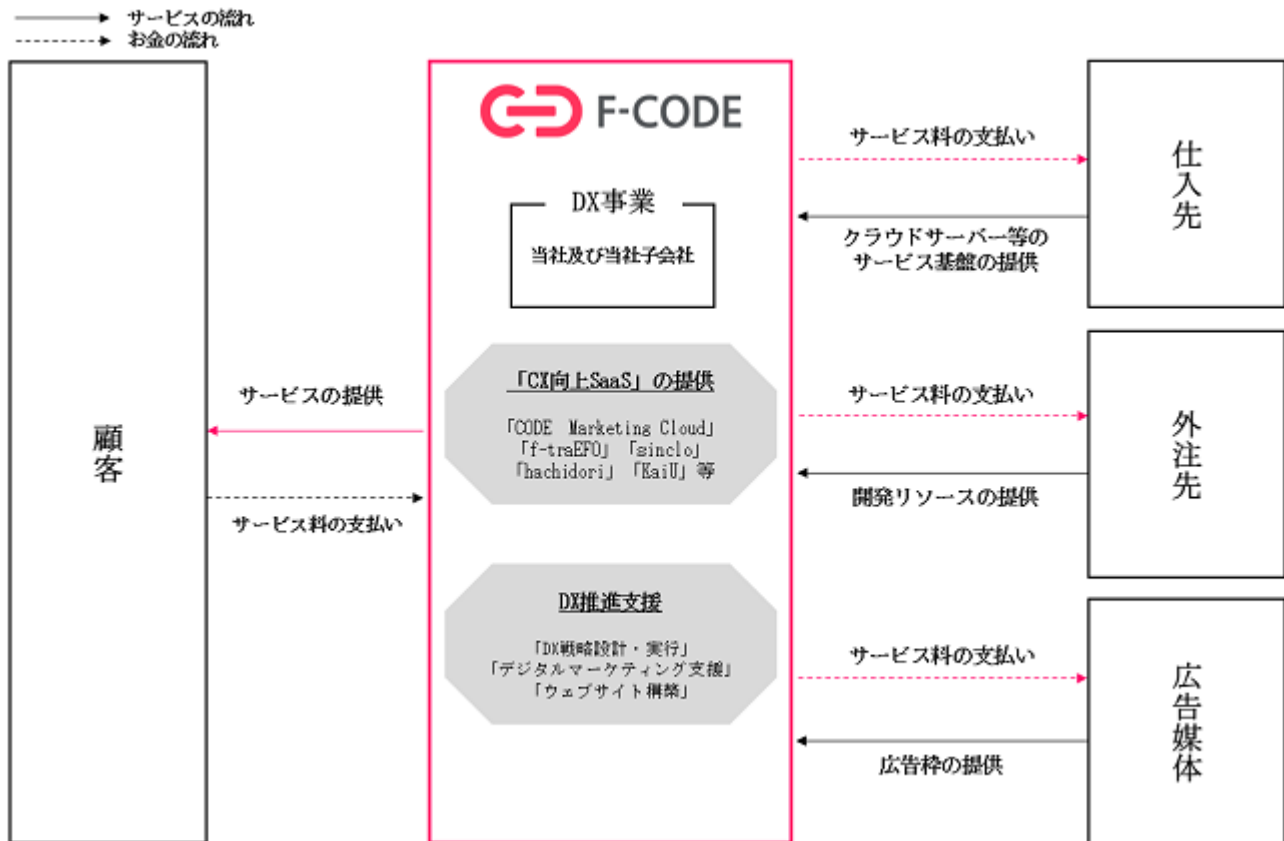 サービスの流れ
お金の流れ
F-CODE
DX事業
当社及び当社子会社
「CX向上SaaS」の提供
「CODE Marketing Cloud」
「f-traEFO」「sinclo」
「hachidori」「KaiU」等
DX推進支援
「DX戦略設計・実行」
「デジタルマーケティング支援」
「ウェブサイト構築」
顧客
サービスの提供
サービス料の支払い
サービス料の支払い
クラウドサーバー等の
サービス基盤の提供
仕入先
サービス料の支払い
開発リソースの提供
外注先
サービス料の支払い
広告枠の提供
広告媒体